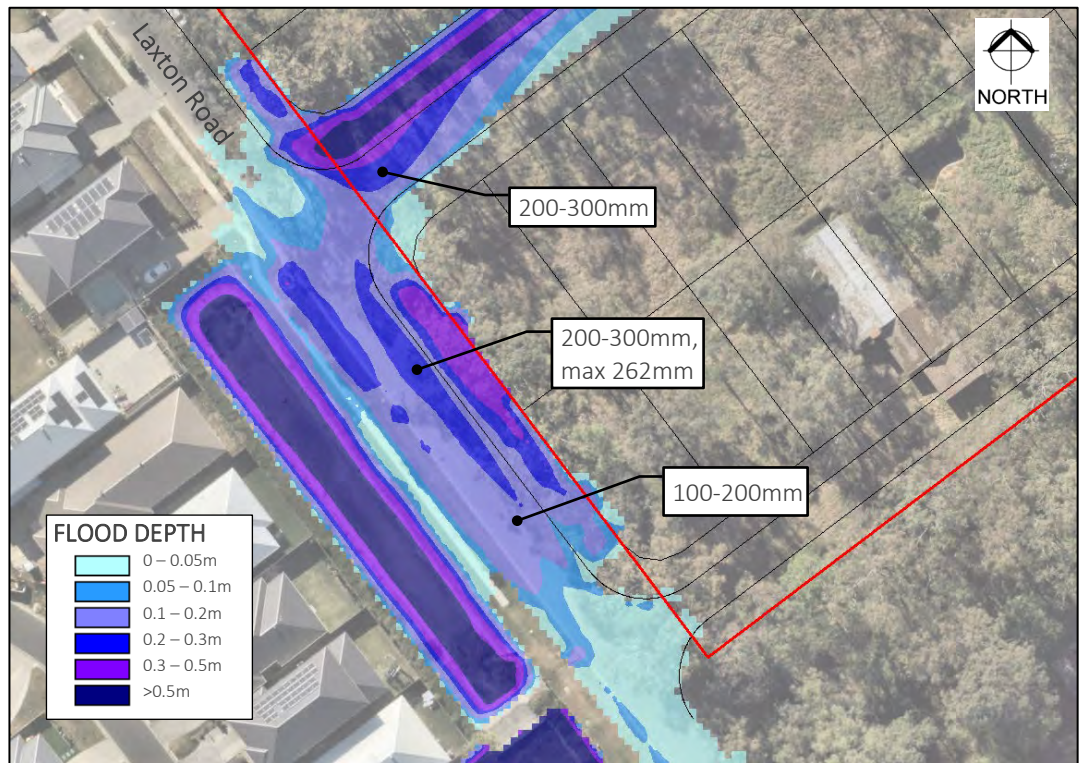 Laxton Road
NORTH
200-300mm
200-300mm,
max 262mm
100-200mm
FLOOD DEPTH
0 – 0.05m
0.05 – 0.1m
0.1 – 0.2m
0.2 – 0.3m
0.3 – 0.5m
>0.5m